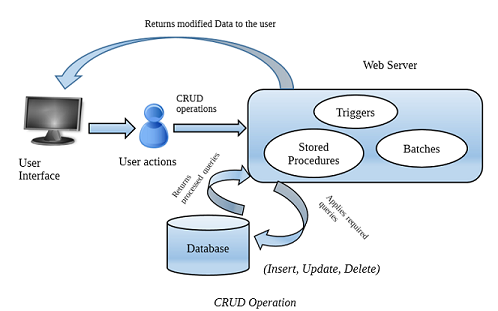 Returns modified Data to the user
Web Server
CRUD
operations
Triggers
Stored
Procedures
Batches
User
Interface
User actions
Returns
processed queries
Applies required
queries
Database
(Insert, Update, Delete)
CRUD Operation